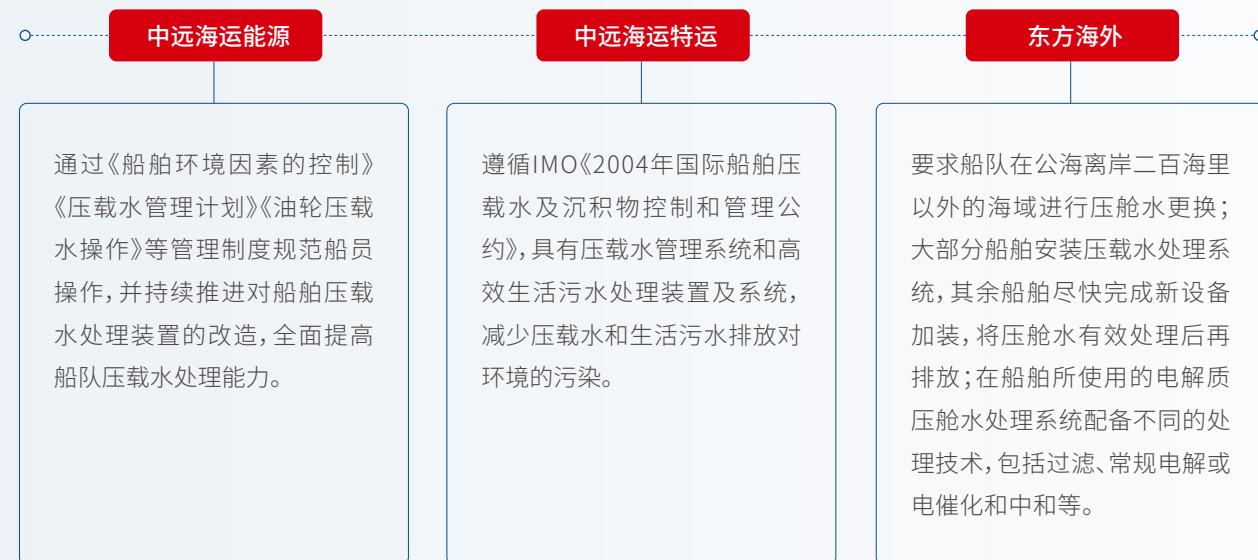 中远海运能源
通过《船舶环境因素的控制》
《压载水管理计划》《油轮压载
水操作》等管理制度规范船员
操作，并持续推进对船舶压载
水处理装置的改造，全面提高
船队压载水处理能力。
中远海运特运
遵循IMO《2004年国际船舶压
载水及沉积物控制和管理公
约》，具有压载水管理系统和高
效生活污水处理装置及系统，
减少压载水和生活污水排放对
环境的污染。
东方海外
要求船队在公海离岸二百海里
以外的海域进行压舱水更换；
大部分船舶安装压载水处理系
统，其余船舶尽快完成新设备
加装，将压舱水有效处理后再
排放；在船舶所使用的电解质
压舱水处理系统配备不同的处
理技术，包括过滤、常规电解或
电催化和中和等。